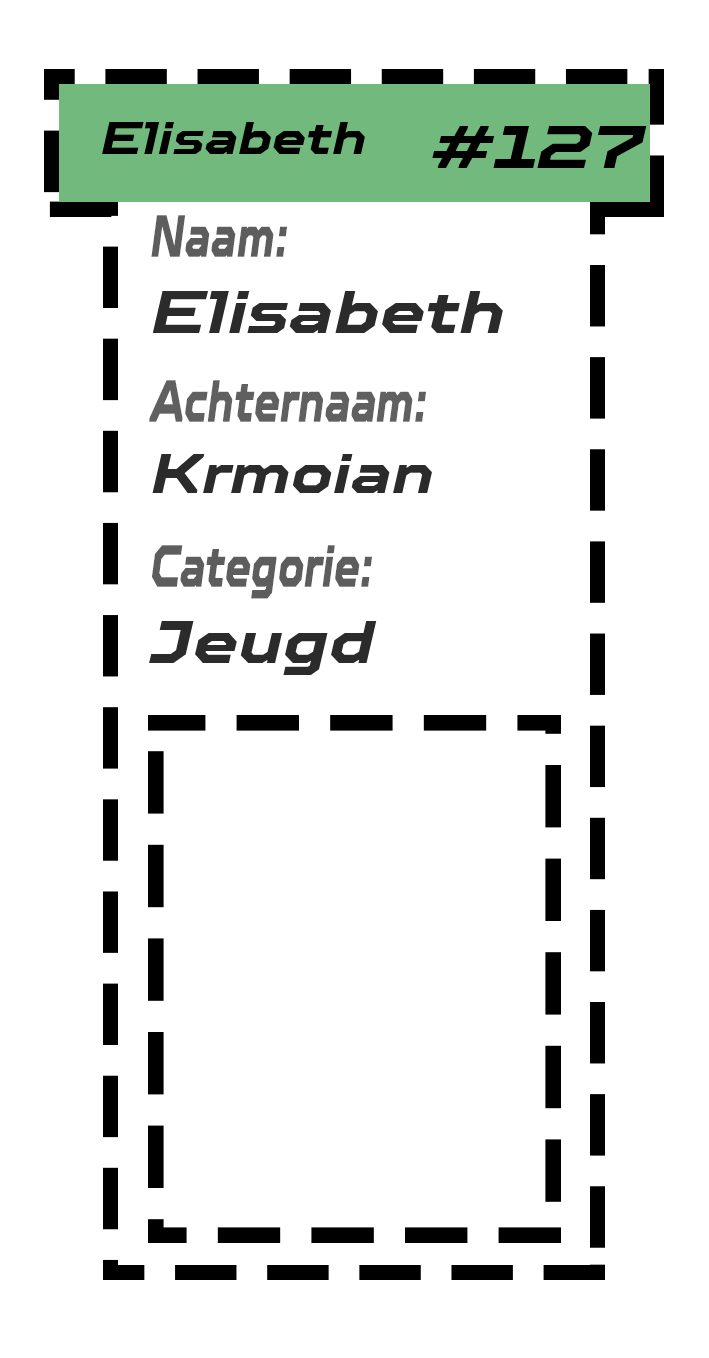 Elisabeth #127
Naam:
Elisabeth
Achternaam:
Krmoian
Categorie:
Jeugd